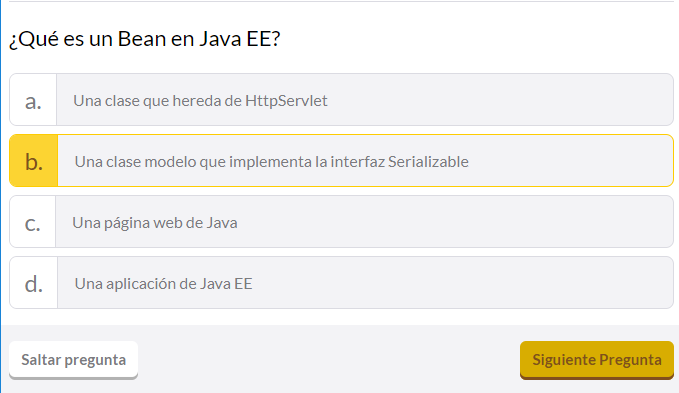 ¿Qué es un Bean en Java EE?
a. Una clase que hereda de HttpServlet
b. Una clase modelo que implementa la interfaz Serializable
c. Una página web de Java
d. Una aplicación de Java EE
Saltar pregunta Siguiente Pregunta